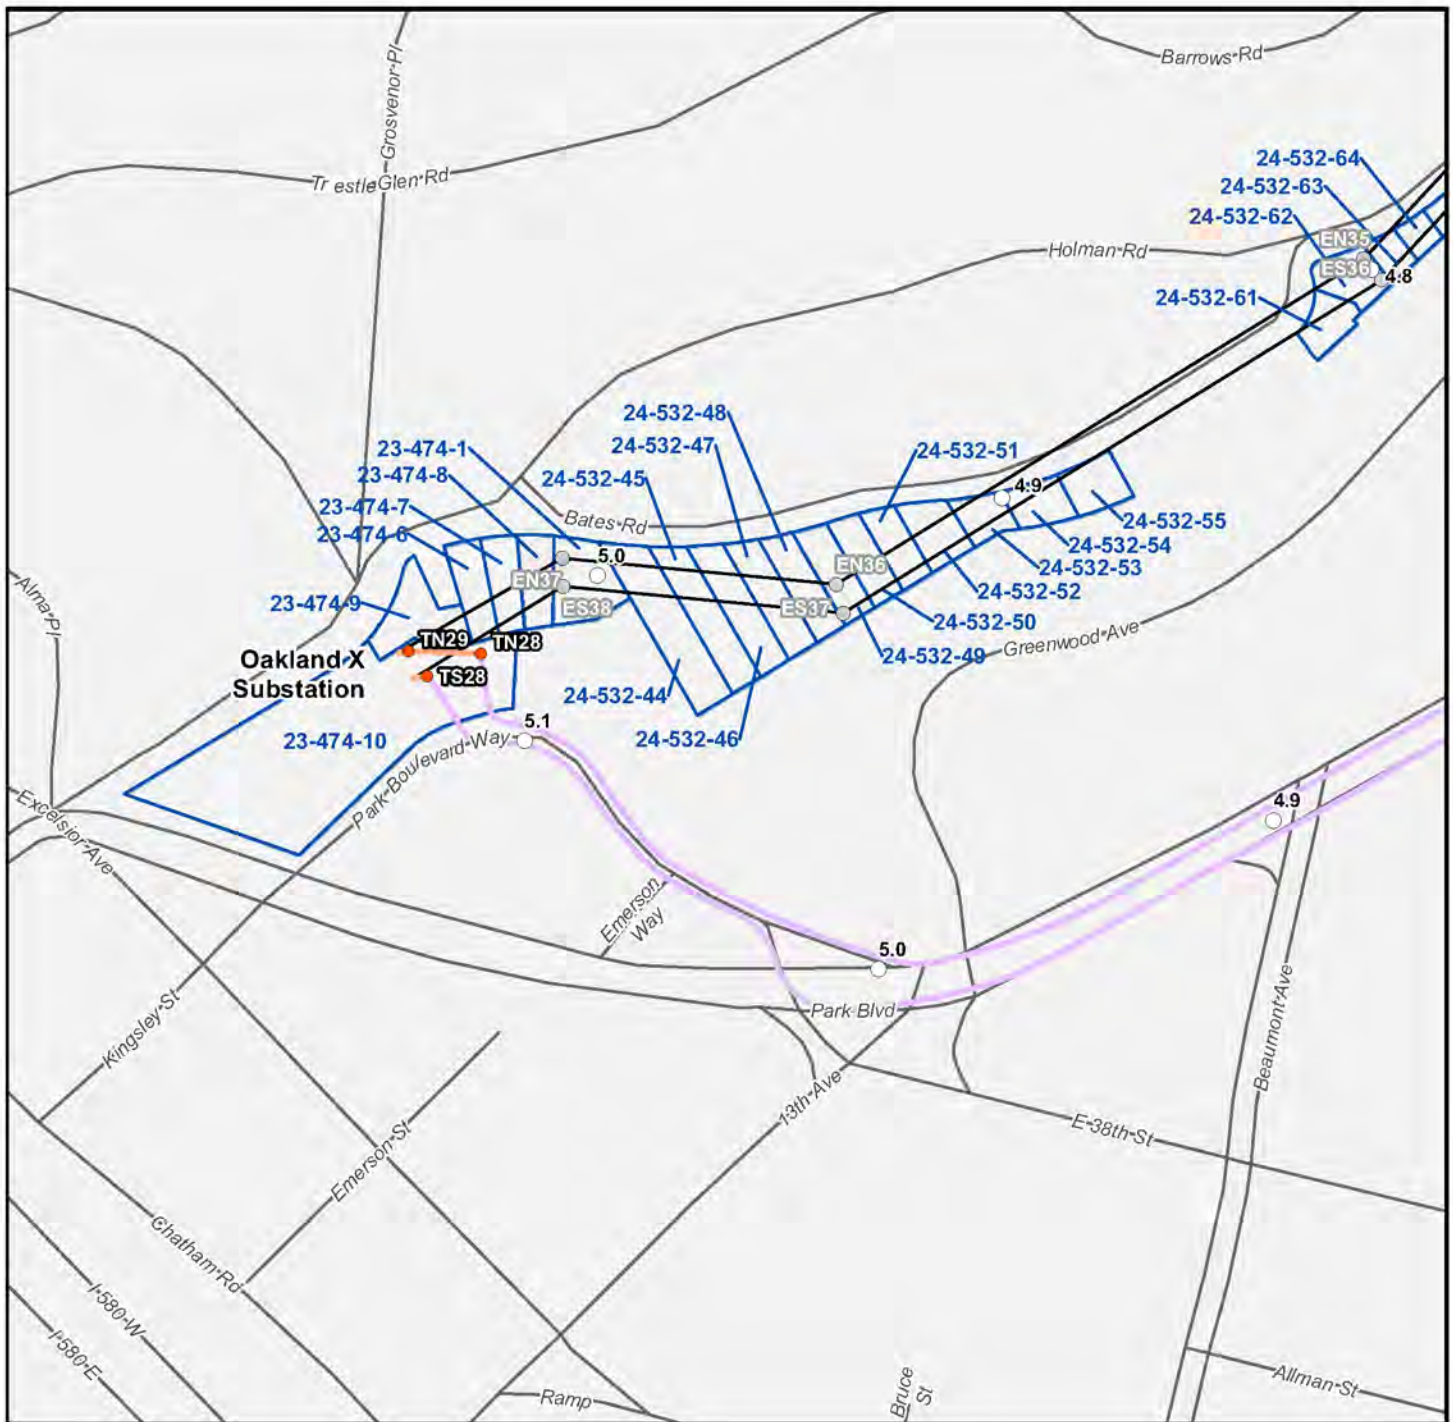 Barrows Rd
Grosvenor Pl
Tr estleGlen Rd
24-532-64
24-532-63
24-532-62
EN35
Holman Rd
ES36
4.8
24-532-61
24-532-48
23-474-1
24-532-47
24-532-51
23-474-8
24-532-45
4.9
23-474-7
Bates Rd
24-532-55
23-474-6
24-532-54
5.0
EN36
24-532-53
EN37
24-532-52
Alma Pl
23-474-9
ES38
ES37
24-532-50
TN29
TN28
Greenwood Ave
24-532-49
Oakland X
Substation
TS28
24-532-44
5.1
23-474-10
24-532-46
Park Boulevard Way
Excelsior Ave
4.9
Emerson
Way
5.0
Park Blvd
Kingsley St
Beaumont Ave
13th Ave
E 38th St
Emerson St
Chatham Rd
I-580 W
I-580 E
Ramp
Bruce
St
Allman St